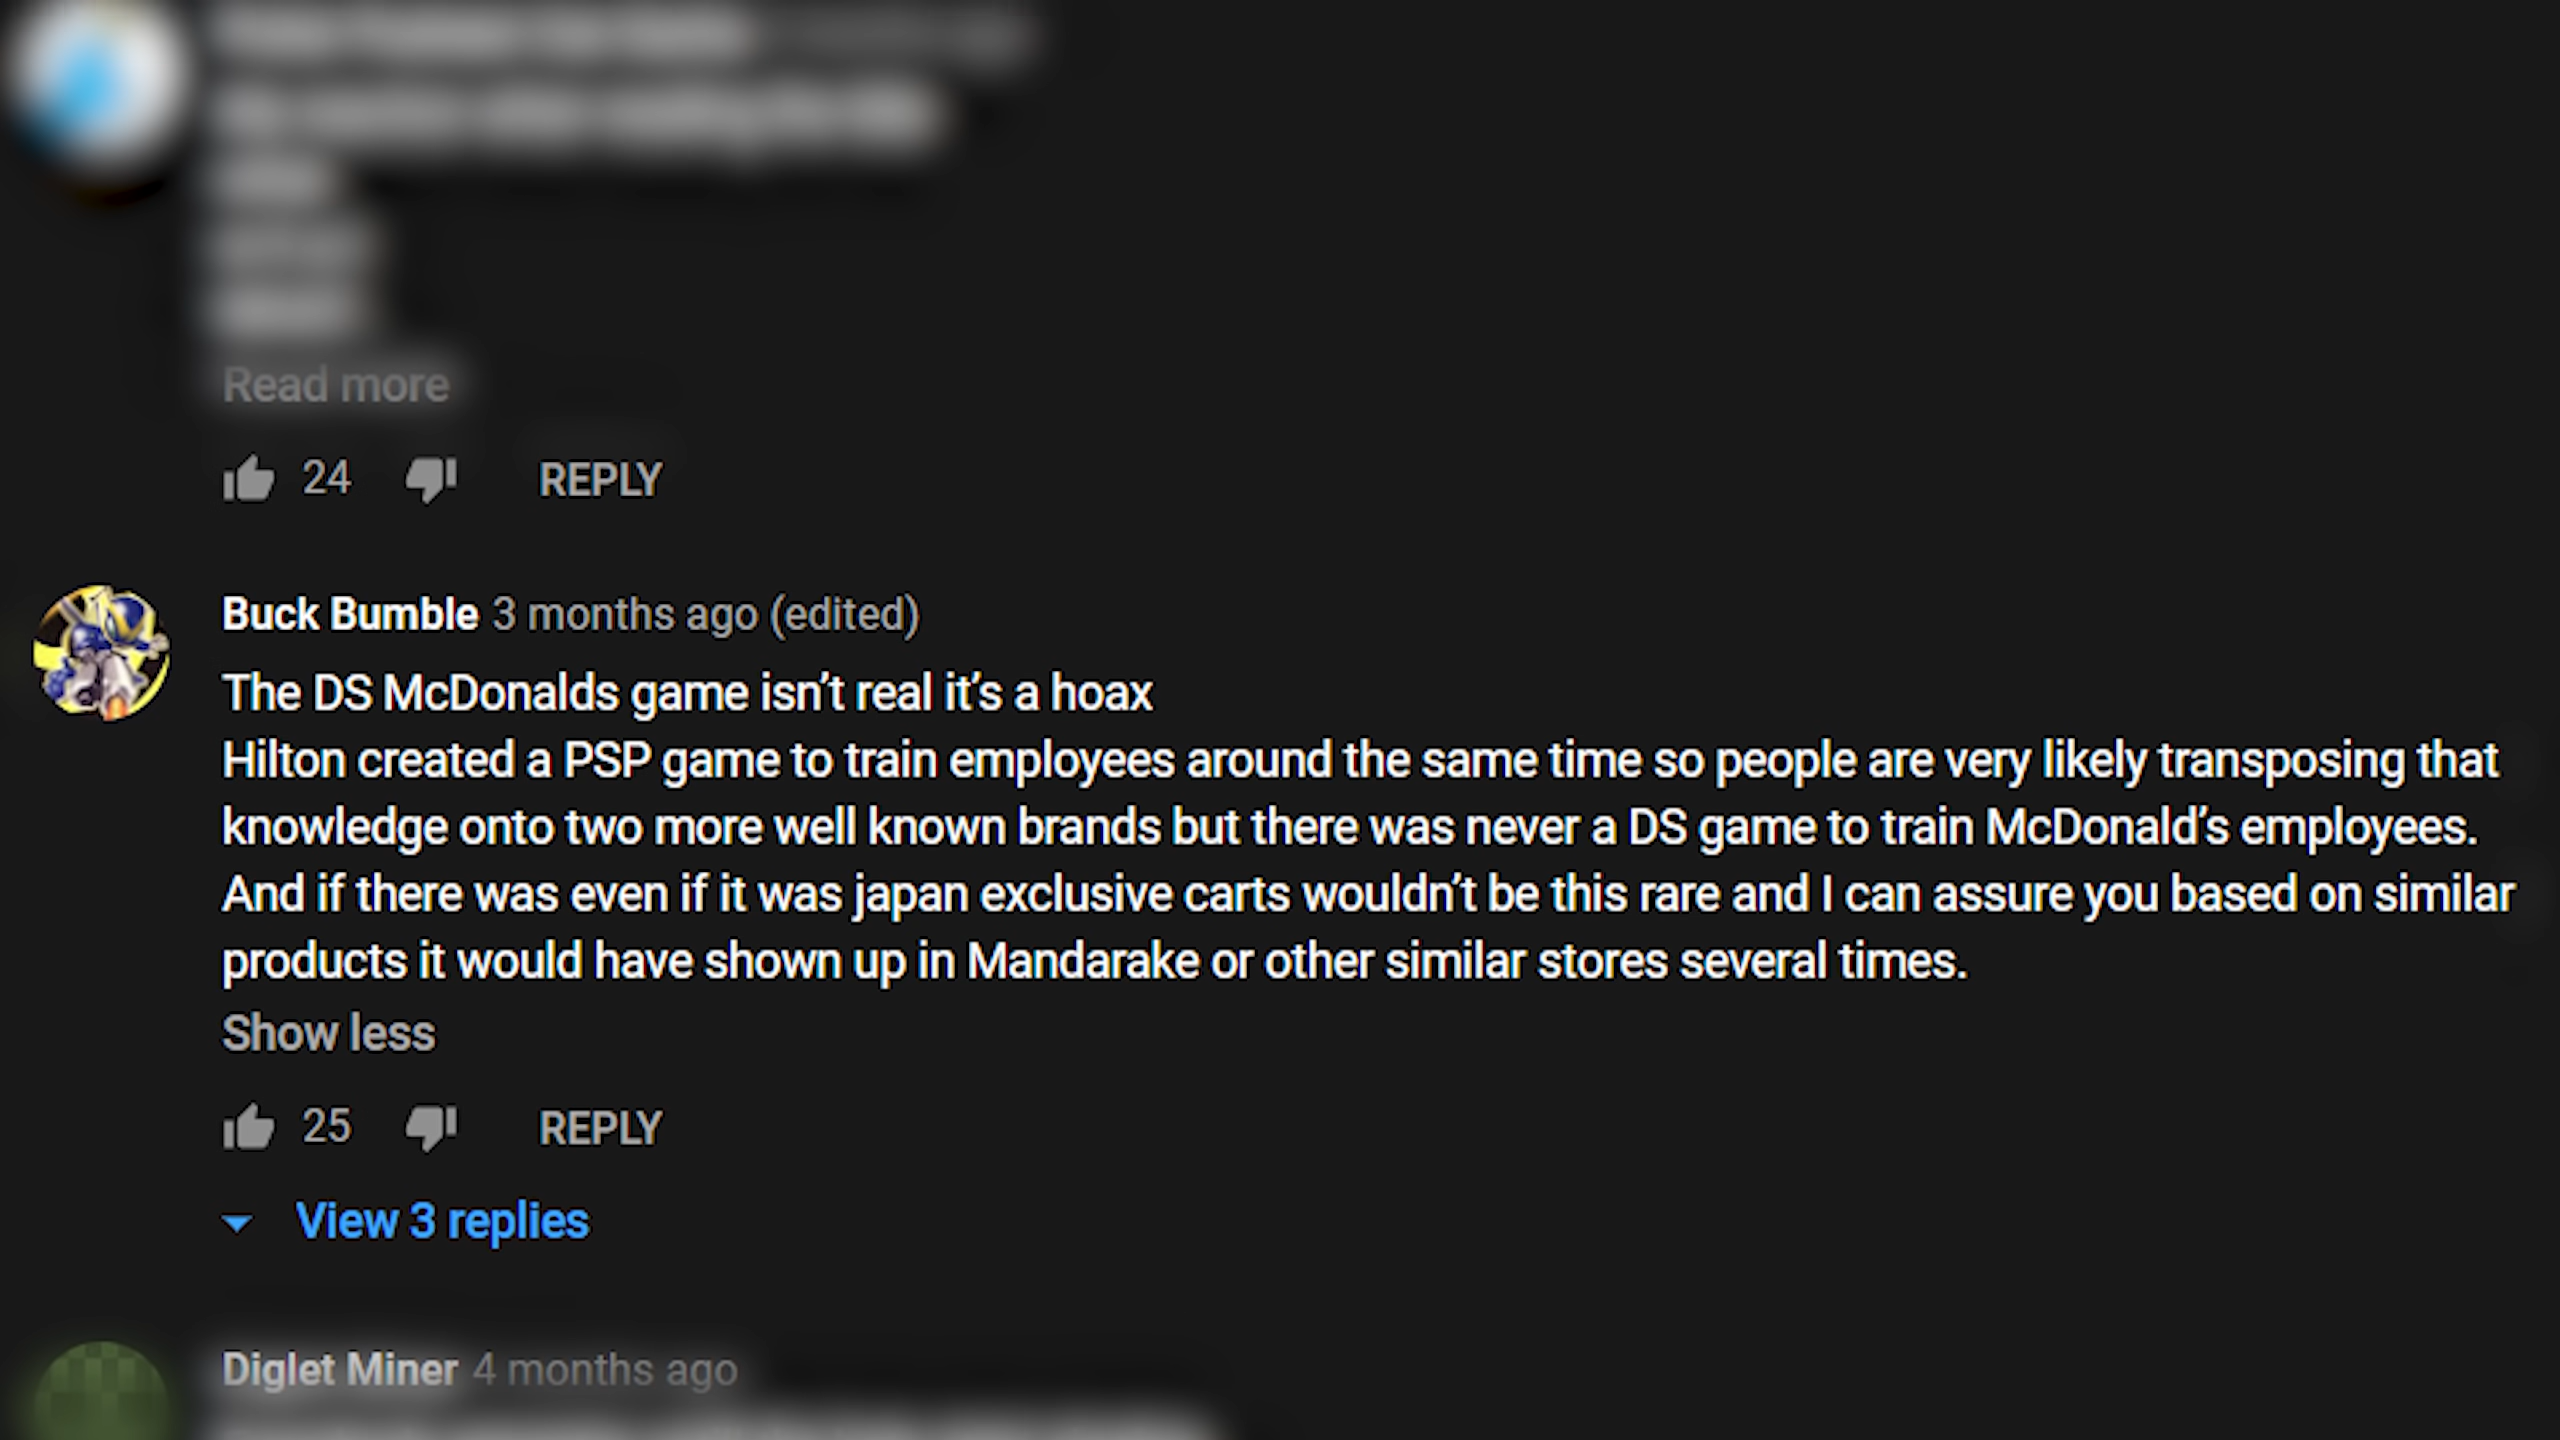 Read more
24 REPLY
Buck Bumble 3 months ago (edited)
The DS McDonalds game isn’t real it’s a hoax
Hilton created a PSP game to train employees around the same time so people are very likely transposing that
knowledge onto two more well known brands but there was never a DS game to train McDonald’s employees.
And if there was even if it was japan exclusive carts wouldn’t be this rare and I can assure you based on similar
products it would have shown up in Mandarake or other similar stores several times.
Show less
25 REPLY
View 3 replies
Diglet Miner 4 months ago